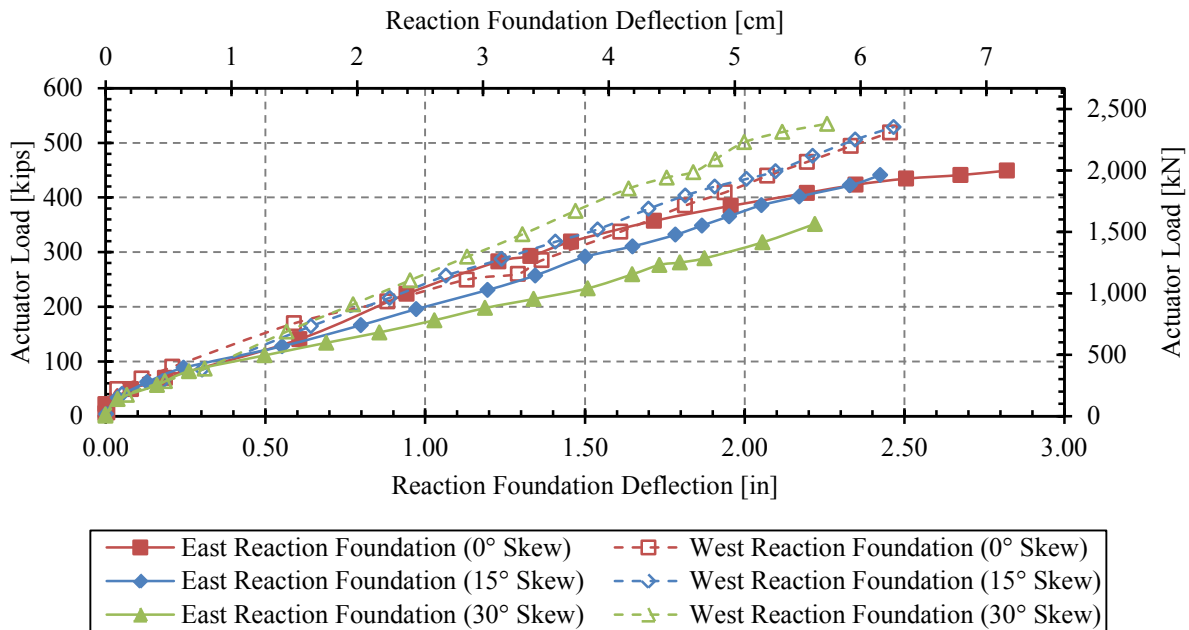 Reaction Foundation Deflection [cm]
0 1 2 3 4 5 6 7
600
500
400
300
200
100
0
Actuator Load [kips]
2,500
2,000
1,500
1,000
500
0
Actuator Load [kN]
0.00 0.50 1.00 1.50 2.00 2.50 3.00
Reaction Foundation Deflection [in]
East Reaction Foundation (0° Skew) West Reaction Foundation (0° Skew)
East Reaction Foundation (15° Skew) West Reaction Foundation (15° Skew)
East Reaction Foundation (30° Skew) West Reaction Foundation (30° Skew)